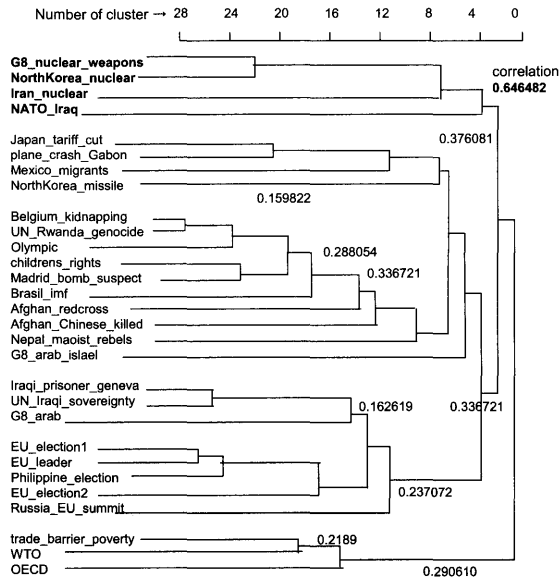 Number of cluster → 28 24 20 16 12 8 4 0
G8_nuclear_weapons
NorthKorea_nuclear
Iran_nuclear
NATO_Iraq
correlation
0.646482
0.376081
Japan_tariff_cut
plane_crash_Gabon
Mexico_migrants
NorthKorea_missile
0.159822
Belgium_kidnapping
UN_Rwanda_genocide
Olympic
childrens_rights
Madrid_bomb_suspect
Brasil_imf
Afghan_redcross
Afghan_Chinese_killed
Nepal_maoist_rebels
G8_arab_islael
0.288054
0.336721
Iraqi_prisoner_geneva
UN_Iraqi_sovereignty
G8_arab
0.162619
0.336721
EU_election1
EU_leader
Philippine_election
EU_election2
Russia_EU_summit
0.237072
trade_barrier_poverty
WTO
OECD
0.2189
0.290610